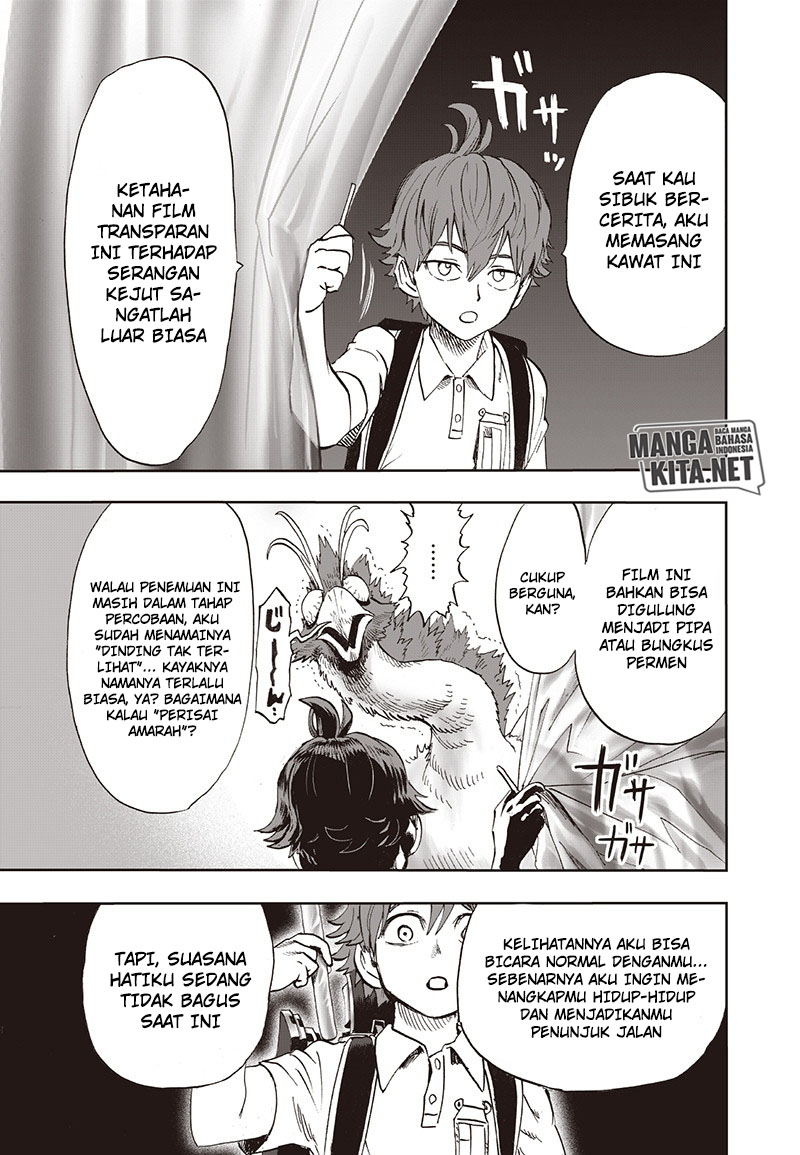 SAAT KAU
SIBUK BER-
CERITA, AKU
MEMASANG
KAWAT INI
ガサッ
KETAHA-
NAN FILM
TRANSPARAN
INI TERHADAP
SERANGAN
KEJUT SA-
NGATLAH
LUAR BIASA
MANGA
KITA.NET
BACA MANGA
BAHASA
INDONESIA
FILM INI
BAHKAN BISA
DIGULUNG
MENJADI PIPA
ATAU BUNGKUS
PERMEN
CUKUP
BERGUNA,
KAN?
……
じーん…
ガサ
ガサ
WALAU PENEMUAN INI
MASIH DALAM TAHAP
PERCOBAAN, AKU
SUDAH MENAMAINYA
"DINDING TAK TER-
LIHAT"... KAYAKNYA
NAMANYA TERLALU
BIASA, YA? BAGAIMANA
KALAU "PERISAI
AMARAH"?
KELIHATANNYA AKU BISA
BICARA NORMAL DENGANMU...
SEBENARNYA AKU INGIN ME-
NANGKAPMU HIDUP-HIDUP
DAN MENJADIKANMU
PENUNJUK JALAN
TAPI, SUASANA
HATIKU SEDANG
TIDAK BAGUS
SAAT INI